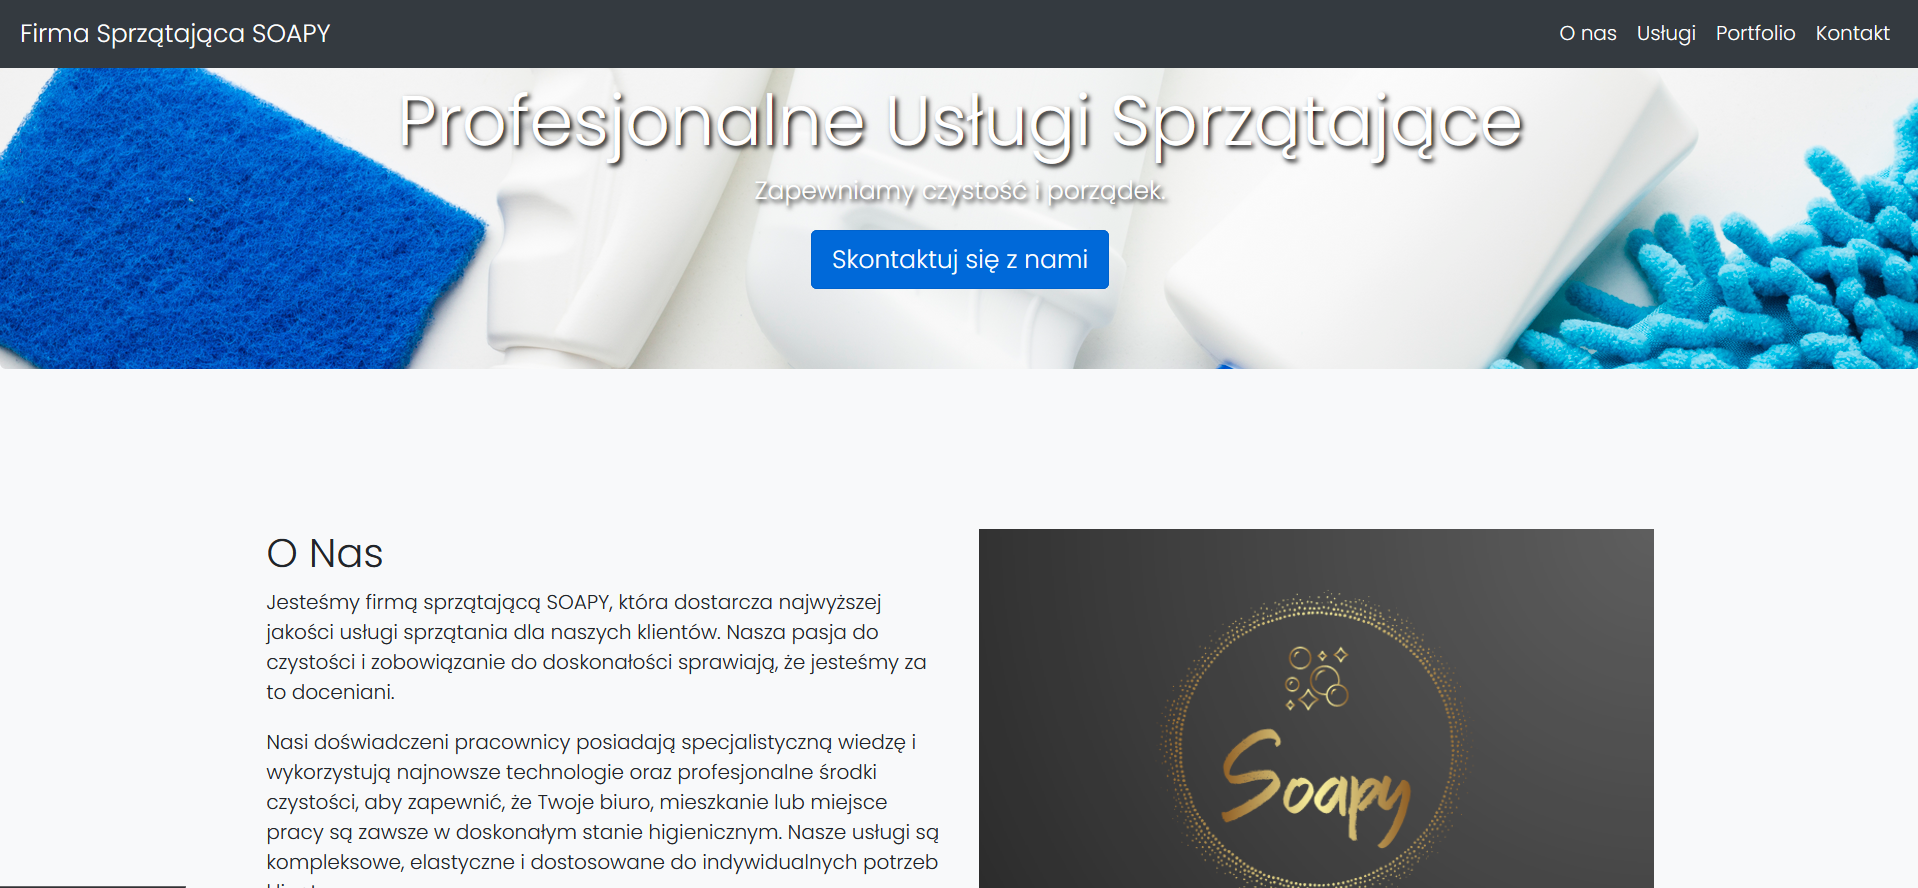 Firma Sprzątająca SOAPY
O nas Usługi Portfolio Kontakt
Profesjonalne Usługi Sprzątające
Zapewniamy czystość i porządek.
Skontaktuj się z nami
O Nas
Jesteśmy firmą sprzątającą SOAPY, która dostarcza najwyższej
jakości usługi sprzątania dla naszych klientów. Nasza pasja do
czystości i zobowiązanie do doskonałości sprawiają, że jesteśmy za
to doceniani.
Nasi doświadczeni pracownicy posiadają specjalistyczną wiedzę i
wykorzystują najnowsze technologie oraz profesjonalne środki
czystości, aby zapewnić, że Twoje biuro, mieszkanie lub miejsce
pracy są zawsze w doskonałym stanie higienicznym. Nasze usługi są
kompleksowe, elastyczne i dostosowane do indywidualnych potrzeb
Soapy